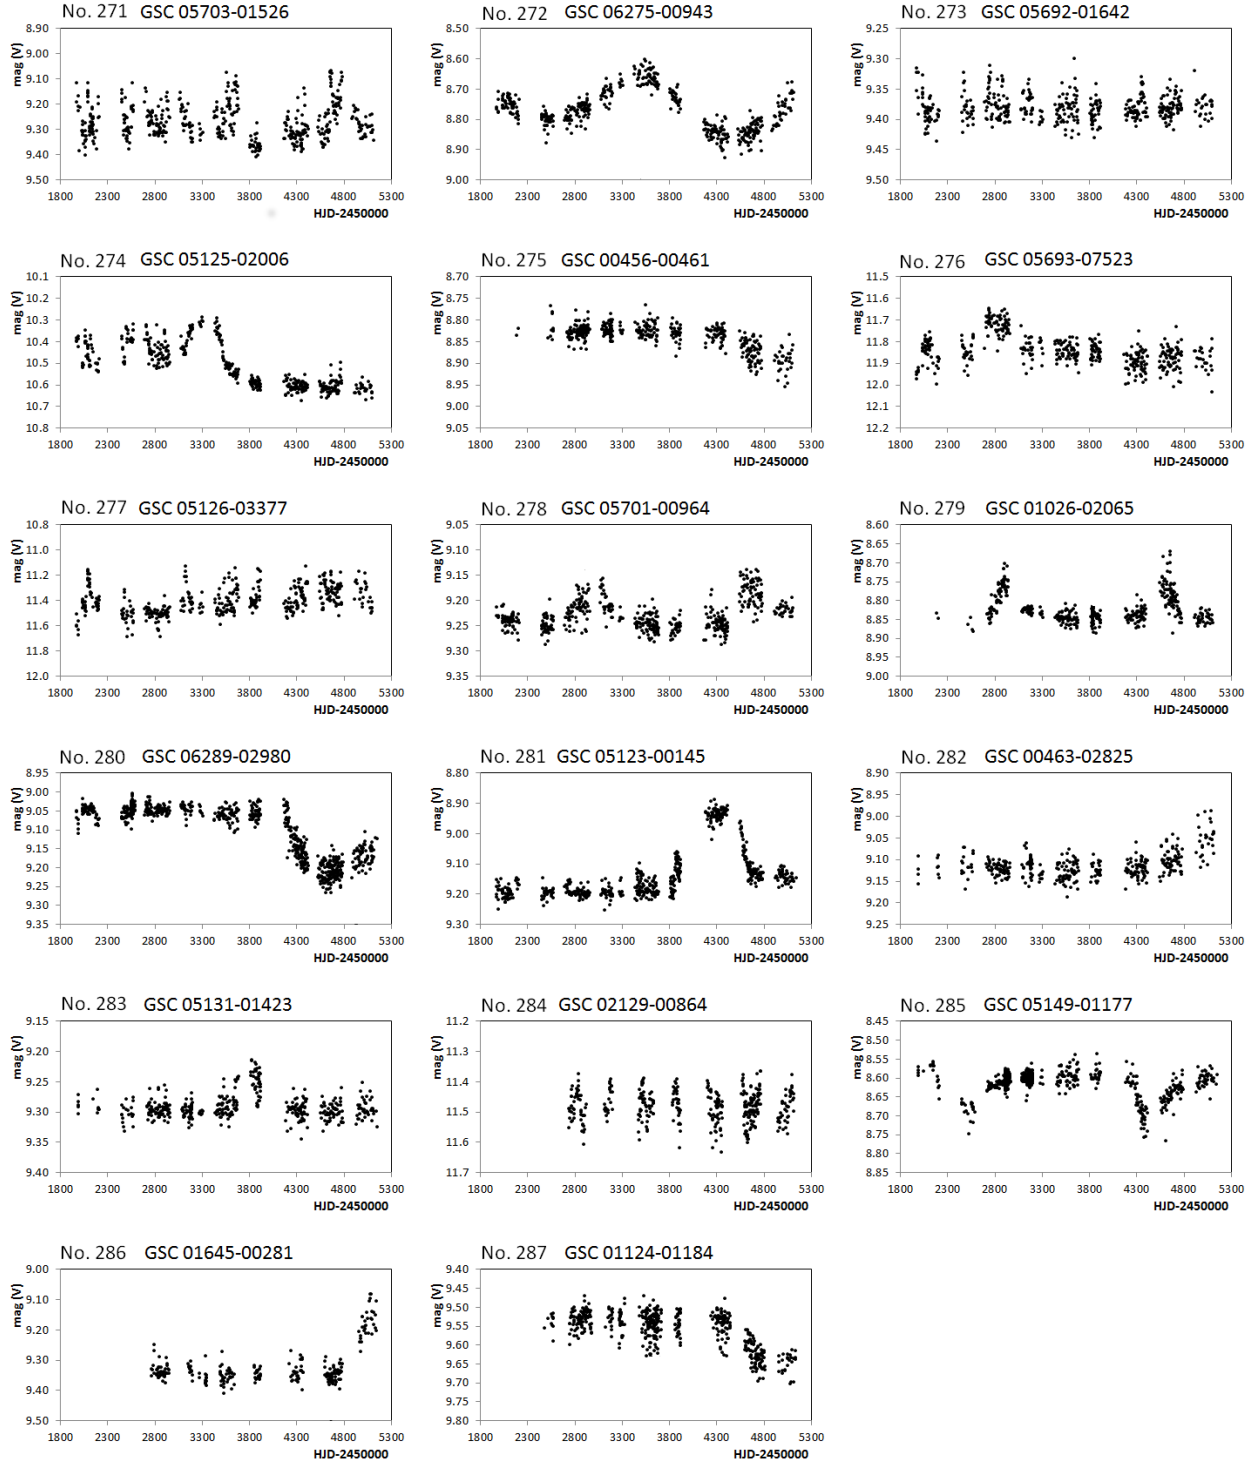 No. 271 GSC 05703-01526
mag (V)
8.90
9.00
9.10
9.20
9.30
9.40
9.50
1800 2300 2800 3300 3800 4300 4800 5300
HJD-2450000
No. 272 GSC 06275-00943
mag (V)
8.50
8.60
8.70
8.80
8.90
9.00
1800 2300 2800 3300 3800 4300 4800 5300
HJD-2450000
No. 273 GSC 05692-01642
mag (V)
9.25
9.30
9.35
9.40
9.45
9.50
1800 2300 2800 3300 3800 4300 4800 5300
HJD-2450000
No. 274 GSC 05125-02006
mag (V)
10.1
10.2
10.3
10.4
10.5
10.6
10.7
10.8
1800 2300 2800 3300 3800 4300 4800 5300
HJD-2450000
No. 275 GSC 00456-00461
mag (V)
8.70
8.75
8.80
8.85
8.90
8.95
9.00
9.05
1800 2300 2800 3300 3800 4300 4800 5300
HJD-2450000
No. 276 GSC 05693-07523
mag (V)
11.5
11.6
11.7
11.8
11.9
12.0
12.1
12.2
1800 2300 2800 3300 3800 4300 4800 5300
HJD-2450000
No. 277 GSC 05126-03377
mag (V)
10.8
11.0
11.2
11.4
11.6
11.8
12.0
1800 2300 2800 3300 3800 4300 4800 5300
HJD-2450000
No. 278 GSC 05701-00964
mag (V)
9.05
9.10
9.15
9.20
9.25
9.30
9.35
1800 2300 2800 3300 3800 4300 4800 5300
HJD-2450000
No. 279 GSC 01026-02065
mag (V)
8.60
8.65
8.70
8.75
8.80
8.85
8.90
8.95
9.00
1800 2300 2800 3300 3800 4300 4800 5300
HJD-2450000
No. 280 GSC 06289-02980
mag (V)
8.95
9.00
9.05
9.10
9.15
9.20
9.25
9.30
9.35
1800 2300 2800 3300 3800 4300 4800 5300
HJD-2450000
No. 281 GSC 05123-00145
mag (V)
8.80
8.90
9.00
9.10
9.20
9.30
1800 2300 2800 3300 3800 4300 4800 5300
HJD-2450000
No. 282 GSC 00463-02825
mag (V)
8.90
8.95
9.00
9.05
9.10
9.15
9.20
9.25
1800 2300 2800 3300 3800 4300 4800 5300
HJD-2450000
No. 283 GSC 05131-01423
mag (V)
9.15
9.20
9.25
9.30
9.35
9.40
1800 2300 2800 3300 3800 4300 4800 5300
HJD-2450000
No. 284 GSC 02129-00864
mag (V)
11.2
11.3
11.4
11.5
11.6
11.7
1800 2300 2800 3300 3800 4300 4800 5300
HJD-2450000
No. 285 GSC 05149-01177
mag (V)
8.45
8.50
8.55
8.60
8.65
8.70
8.75
8.80
8.85
1800 2300 2800 3300 3800 4300 4800 5300
HJD-2450000
No. 286 GSC 01645-00281
mag (V)
9.00
9.10
9.20
9.30
9.40
9.50
1800 2300 2800 3300 3800 4300 4800 5300
HJD-2450000
No. 287 GSC 01124-01184
mag (V)
9.40
9.45
9.50
9.55
9.60
9.65
9.70
9.75
9.80
1800 2300 2800 3300 3800 4300 4800 5300
HJD-2450000